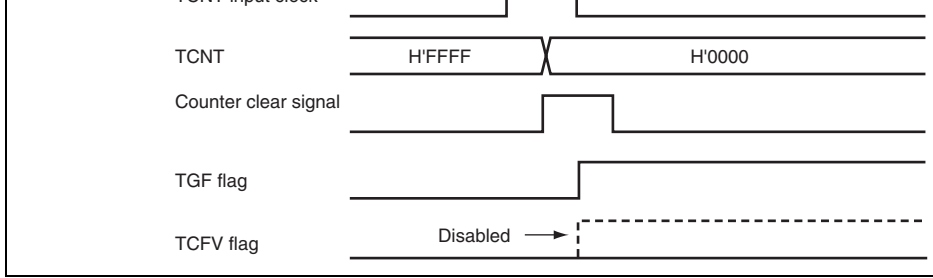 TCNT input clock
TCNT H'FFFF H'0000
Counter clear signal
TGF flag
Disabled
TCFV flag